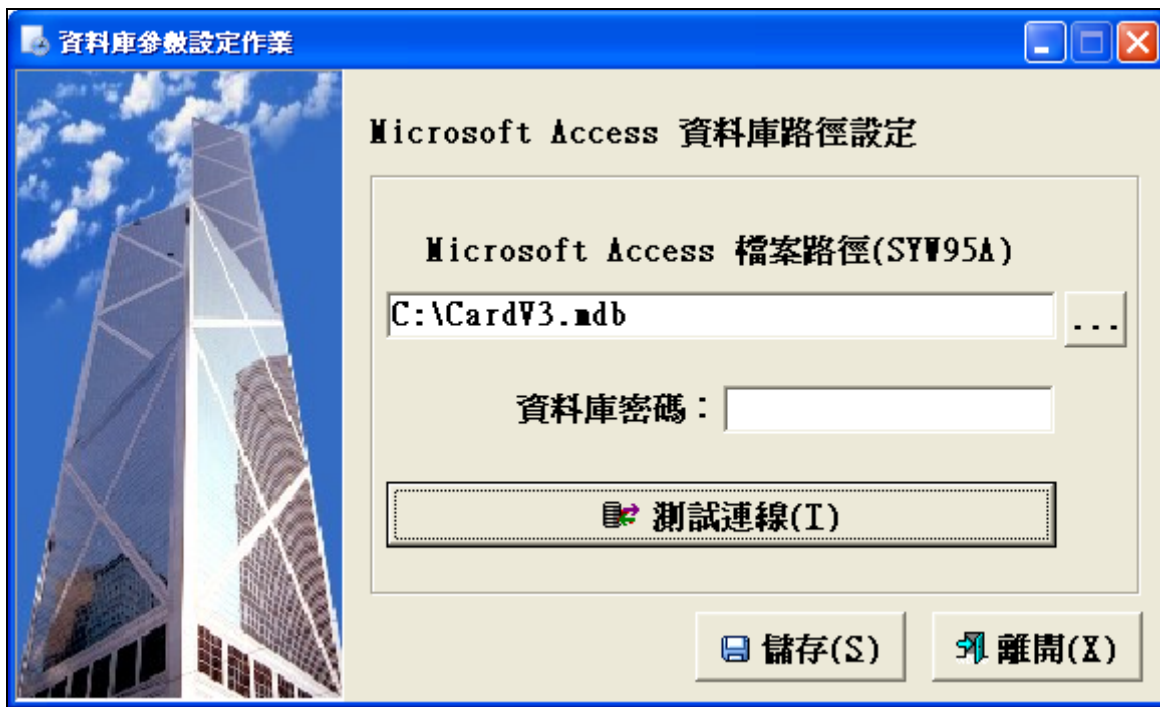 資料庫參數設定作業
Microsoft Access 資料庫路徑設定
Microsoft Access 檔案路徑(SYW95A)
C:\CardV3.mdb
...
資料庫密碼：
測試連線(T)
儲存(S) 離開(X)